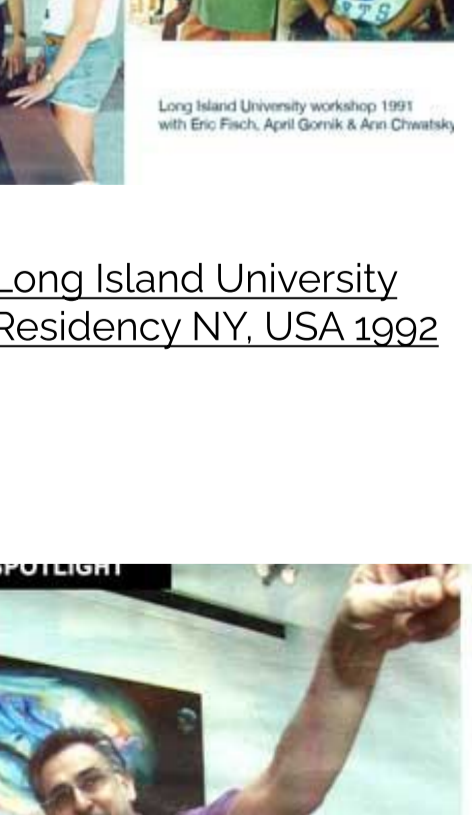 Long Island University workshop 1991
with Eric Fisch, April Gornik & Ann Chwatsky
Long Island University
Residency NY, USA 1992
SPOTLIGHT